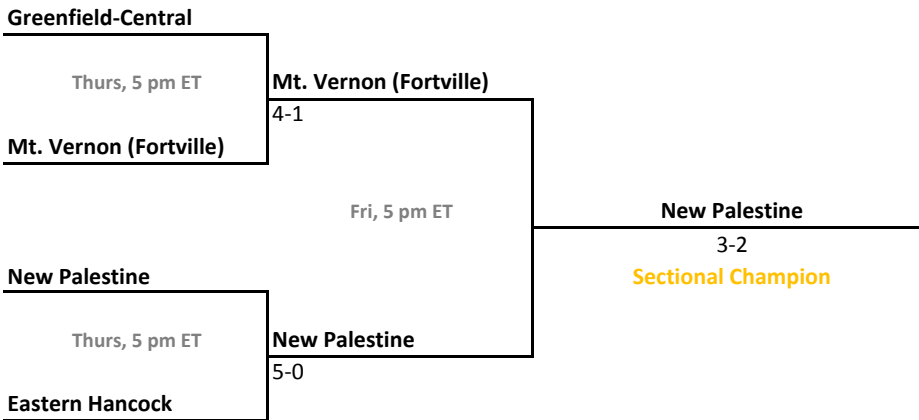 Greenfield-Central
Thurs, 5 pm ET
Mt. Vernon (Fortville)
4-1
Mt. Vernon (Fortville)
Fri, 5 pm ET
New Palestine
3-2
Sectional Champion
New Palestine
Thurs, 5 pm ET
New Palestine
5-0
Eastern Hancock